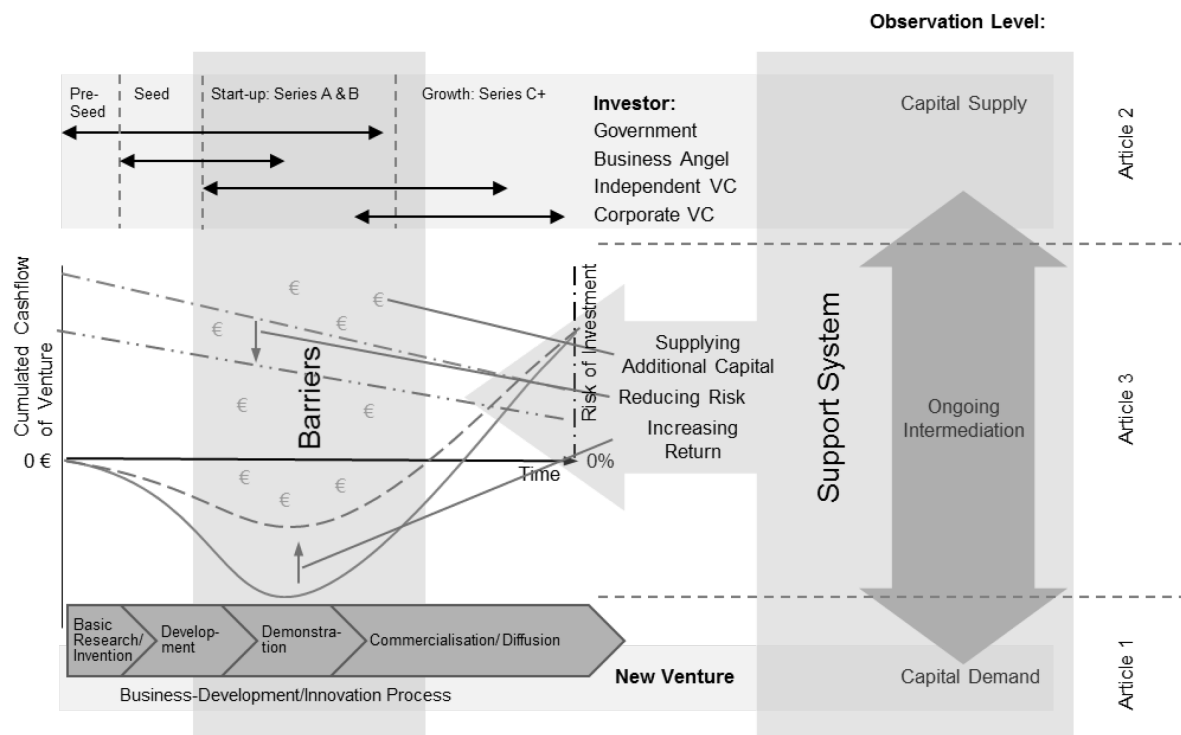 Observation Level:
Pre-
Seed
Seed
Start-up: Series A & B
Growth: Series C+
Investor:
Government
Business Angel
Independent VC
Corporate VC
Capital Supply
Article 2
Cumulated Cashflow
of Venture
€
€
€
€
€
€
€
€
€
Barriers
Risk of Investment
0 €
Time
0%
Supplying
Additional Capital
Reducing Risk
Increasing
Return
Support System
Ongoing
Intermediation
Article 3
Basic
Research/
Invention
Develop-
ment
Demonstra-
tion
Commercialisation/ Diffusion
Business-Development/Innovation Process
New Venture
Capital Demand
Article 1